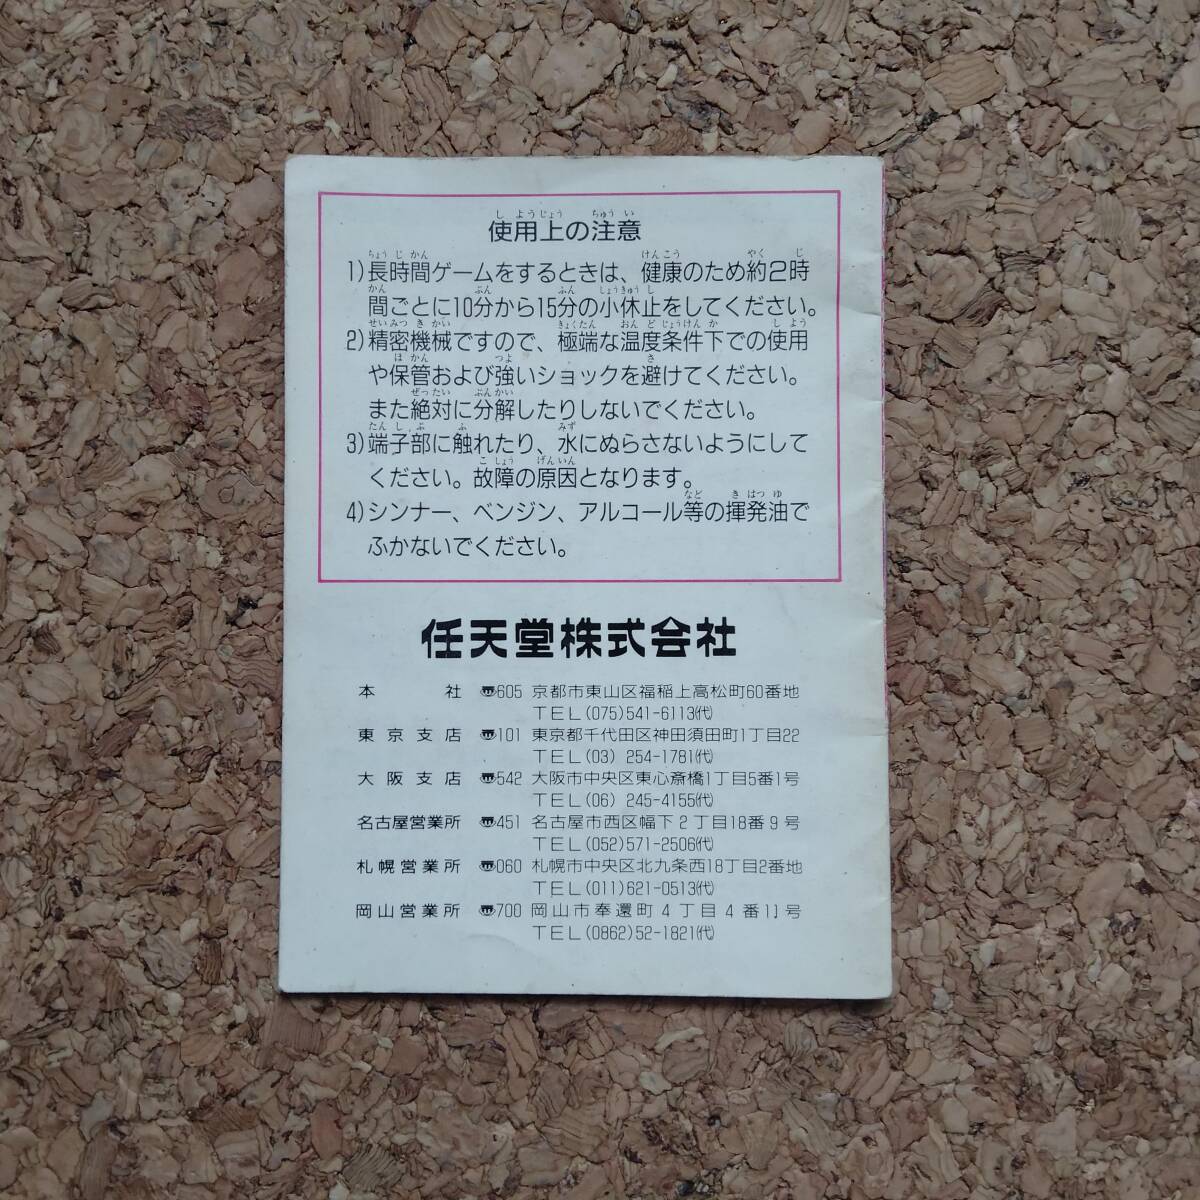 使用上の注意
1)長時間ゲームをするときは、健康のため約2時
間ごとに10分から15分の小休止をしてください。
2)精密機械ですので、極端な温度条件下での使用
や保管および強いショックを避けてください。
また絶対に分解したりしないでください。
3)端子部に触れたり、水にぬらさないようにして
ください。故障の原因となります。
4)シンナー、ベンジン、アルコール等の揮発油で
ふかないでください。
任天堂株式会社
本社 〠605 京都市東山区福稲上高松町60番地
TEL(075)541-6113㈹
東京支店 〠101 東京都千代田区神田須田町1丁目22
TEL(03) 254-1781㈹
大阪支店 〠542 大阪市中央区東心斎橋1丁目5番1号
TEL(06) 245-4155㈹
名古屋営業所 〠451 名古屋市西区幅下2丁目18番9号
TEL(052)571-2506㈹
札幌営業所 〠060 札幌市中央区北九条西18丁目2番地
TEL(011)621-0513㈹
岡山営業所 〠700 岡山市奉還町4丁目4番11号
TEL(0862)52-1821㈹